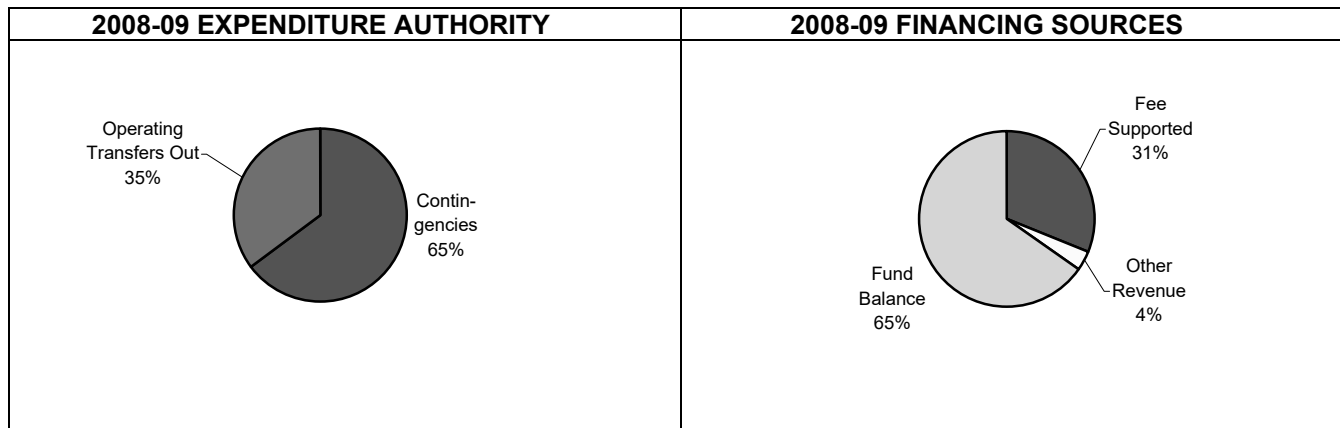 2008-09 EXPENDITURE AUTHORITY
Operating
Transfers Out
35%
Contin-
gencies
65%
2008-09 FINANCING SOURCES
Fee
Supported
31%
Other
Revenue
4%
Fund
Balance
65%